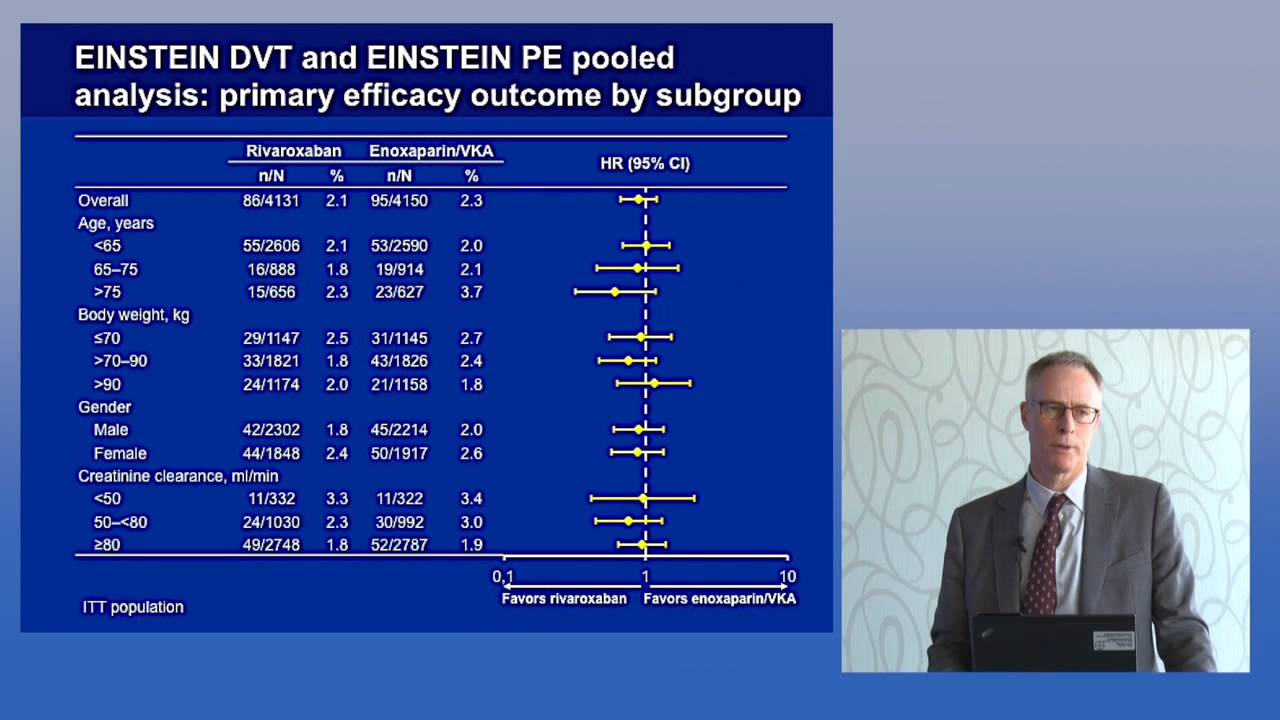 EINSTEIN DVT and EINSTEIN PE pooled
analysis: primary efficacy outcome by subgroup
Rivaroxaban Enoxaparin/VKA
HR (95% CI)
n/N % n/N %
Overall 86/4131 2.1 95/4150 2.3
Age, years
<65 55/2606 2.1 53/2590 2.0
65–75 16/888 1.8 19/914 2.1
>75 15/656 2.3 23/627 3.7
Body weight, kg
≤70 29/1147 2.5 31/1145 2.7
>70–90 33/1821 1.8 43/1826 2.4
>90 24/1174 2.0 21/1158 1.8
Gender
Male 42/2302 1.8 45/2214 2.0
Female 44/1848 2.4 50/1917 2.6
Creatinine clearance, ml/min
<50 11/332 3.3 11/322 3.4
50–<80 24/1030 2.3 30/992 3.0
≥80 49/2748 1.8 52/2787 1.9
0,1 1 10
Favors rivaroxaban Favors enoxaparin/VKA
ITT population